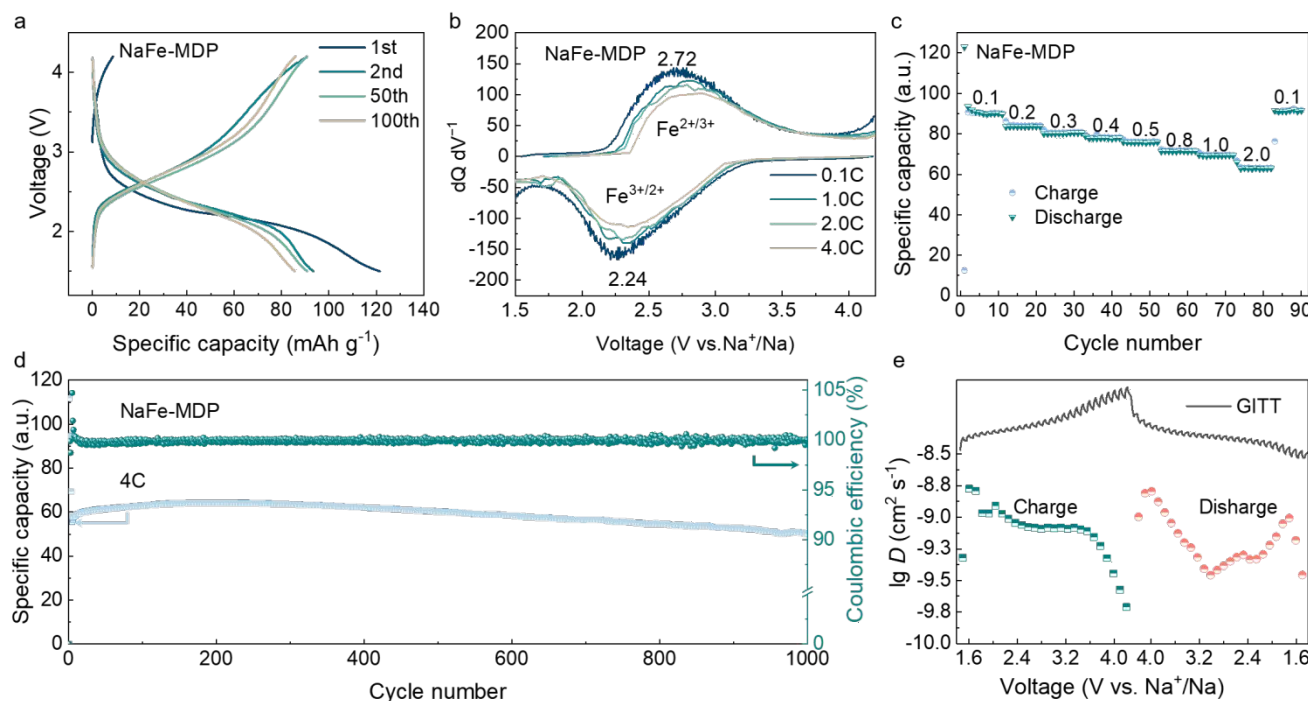 a
NaFe-MDP
1st
2nd
50th
100th
4
3
2
Voltage (V)
0 20 40 60 80 100 120 140
Specific capacity (mAh g⁻¹)
b
NaFe-MDP
2.72
Fe²⁺/³⁺
Fe³⁺/²⁺
2.24
0.1C
1.0C
2.0C
4.0C
200
150
100
50
0
-50
-100
-150
-200
-250
dQ dV⁻¹
1.5 2.0 2.5 3.0 3.5 4.0
Voltage (V vs.Na⁺/Na)
c
NaFe-MDP
0.1 0.2 0.3 0.4 0.5 0.8 1.0 2.0 0.1
Charge
Discharge
120
100
80
60
40
20
0
Specific capacity (a.u.)
0 10 20 30 40 50 60 70 80 90
Cycle number
d
NaFe-MDP
4C
120
100
80
60
40
20
0
Specific capacity (a.u.)
105
100
95
90
0
Coulombic efficiency (%)
0 200 400 600 800 1000
Cycle number
e
GITT
Charge
Disharge
-8.5
-8.8
-9.0
-9.3
-9.5
-9.8
-10.0
lg D (cm² s⁻¹)
1.6 2.4 3.2 4.0 4.0 3.2 2.4 1.6
Voltage (V vs. Na⁺/Na)